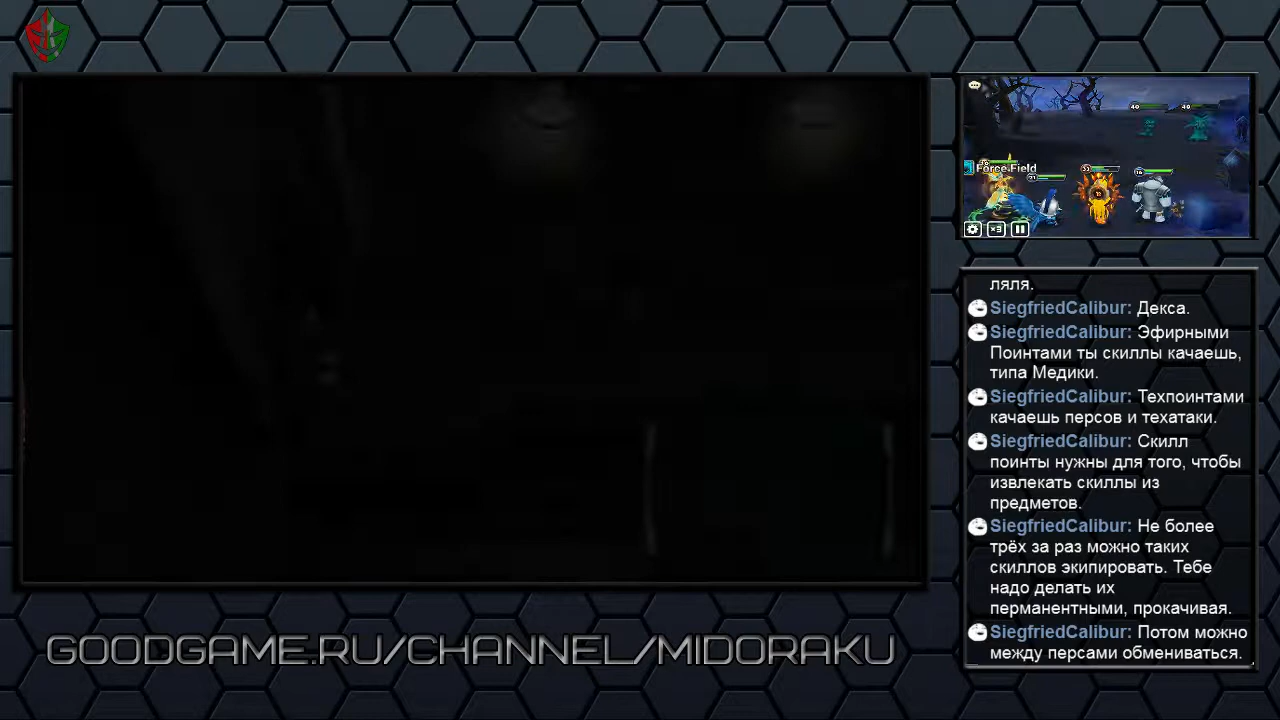 Force Field
×3
ляля.
SiegfriedCalibur: Декса.
SiegfriedCalibur: Эфирными
Поинтами ты скиллы качаешь,
типа Медики.
SiegfriedCalibur: Техпоинтами
качаешь персов и техатаки.
SiegfriedCalibur: Скилл
поинты нужны для того, чтобы
извлекать скиллы из
предметов.
SiegfriedCalibur: Не более
трёх за раз можно таких
скиллов экипировать. Тебе
надо делать их
перманентными, прокачивая.
SiegfriedCalibur: Потом можно
между персами обмениваться.
GOODGAME.RU/CHANNEL/MIDORAKU